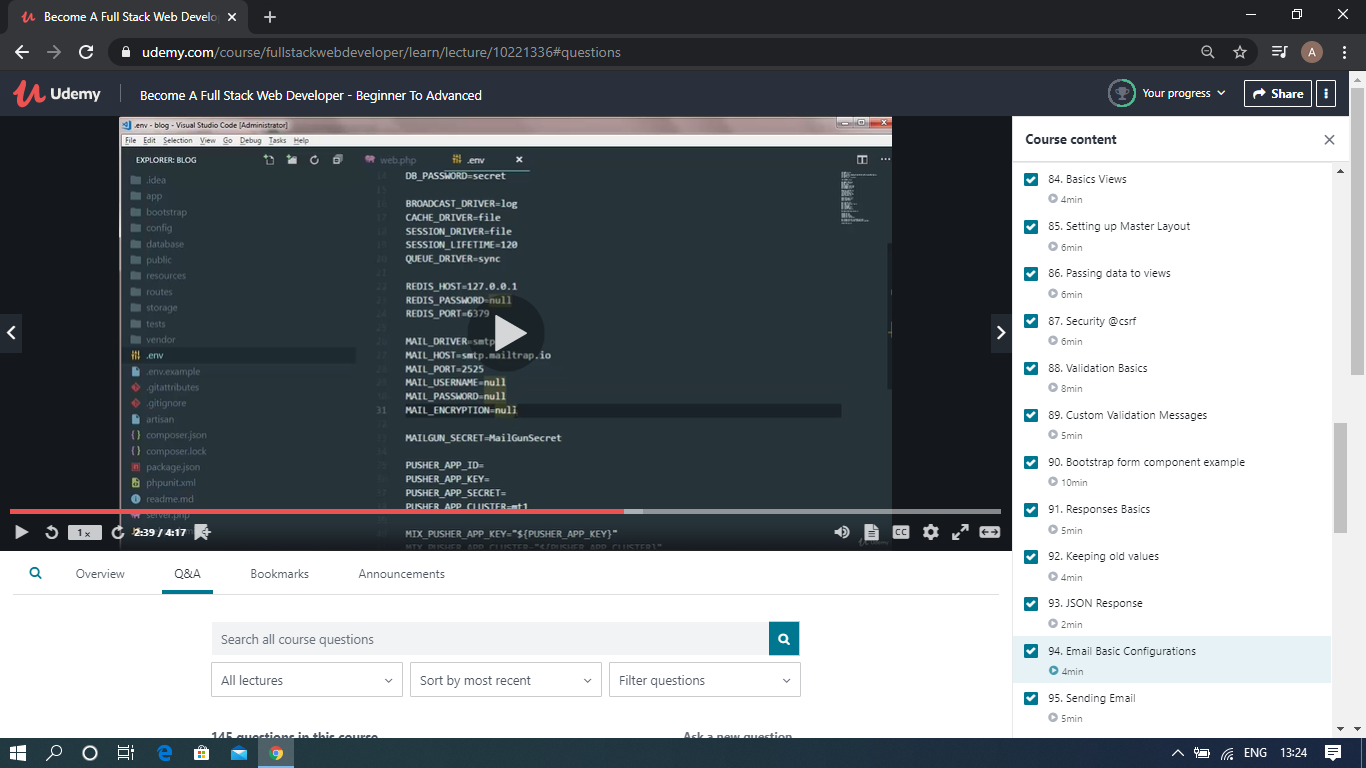 Become A Full Stack Web Develo
udemy.com/course/fullstackwebdeveloper/learn/lecture/10221336#questions
A
Udemy
Become A Full Stack Web Developer - Beginner To Advanced
Your progress
Share
.env - blog - Visual Studio Code [Administrator]
File Edit Selection View Go Debug Tasks Help
EXPLORER: BLOG
web.php
.env
.idea
app
bootstrap
config
database
public
resources
routes
storage
tests
vendor
.env
.env.example
.gitattributes
.gitignore
artisan
composer.json
composer.lock
package.json
phpunit.xml
readme.md
server.php
DB_PASSWORD=secret
BROADCAST_DRIVER=log
CACHE_DRIVER=file
SESSION_DRIVER=file
SESSION_LIFETIME=120
QUEUE_DRIVER=sync
REDIS_HOST=127.0.0.1
REDIS_PASSWORD=null
REDIS_PORT=6379
MAIL_DRIVER=smtp
MAIL_HOST=smtp.mailtrap.io
MAIL_PORT=2525
MAIL_USERNAME=null
MAIL_PASSWORD=null
31 MAIL_ENCRYPTION=null
MAILGUN_SECRET=MailGunSecret
PUSHER_APP_ID=
PUSHER_APP_KEY=
PUSHER_APP_SECRET=
PUSHER_APP_CLUSTER=mt1
MIX_PUSHER_APP_KEY="${PUSHER_APP_KEY}"
MIX_PUSHER_APP_CLUSTER="${PUSHER_APP_CLUSTER}"
1x
2:39 / 4:17
CC
Udemy
Overview
Q&A
Bookmarks
Announcements
Search all course questions
All lectures
Sort by most recent
Filter questions
145 questions in this course
Ask a new question
Course content
84. Basics Views
4min
85. Setting up Master Layout
6min
86. Passing data to views
6min
87. Security @csrf
6min
88. Validation Basics
8min
89. Custom Validation Messages
5min
90. Bootstrap form component example
10min
91. Responses Basics
5min
92. Keeping old values
4min
93. JSON Response
2min
94. Email Basic Configurations
4min
95. Sending Email
5min
ENG
13:24